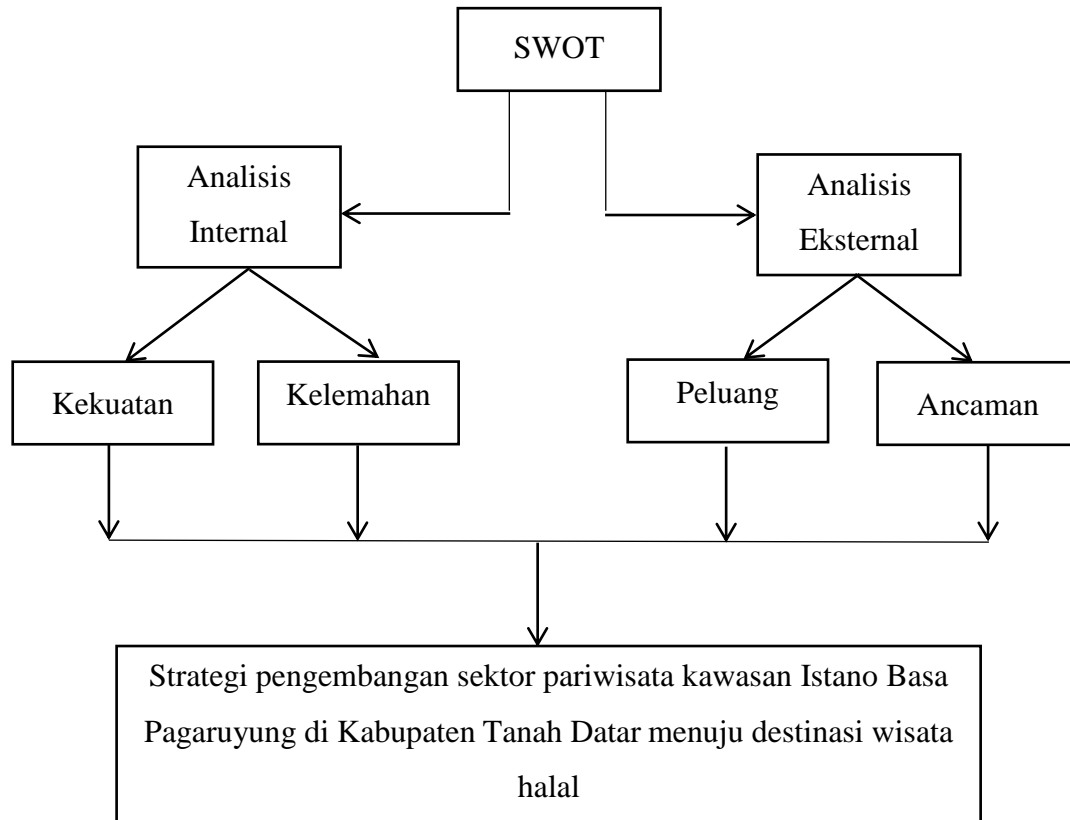 SWOT
Analisis
Internal
Analisis
Eksternal
Kekuatan
Kelemahan
Peluang
Ancaman
Strategi pengembangan sektor pariwisata kawasan Istano Basa
Pagaruyung di Kabupaten Tanah Datar menuju destinasi wisata
halal